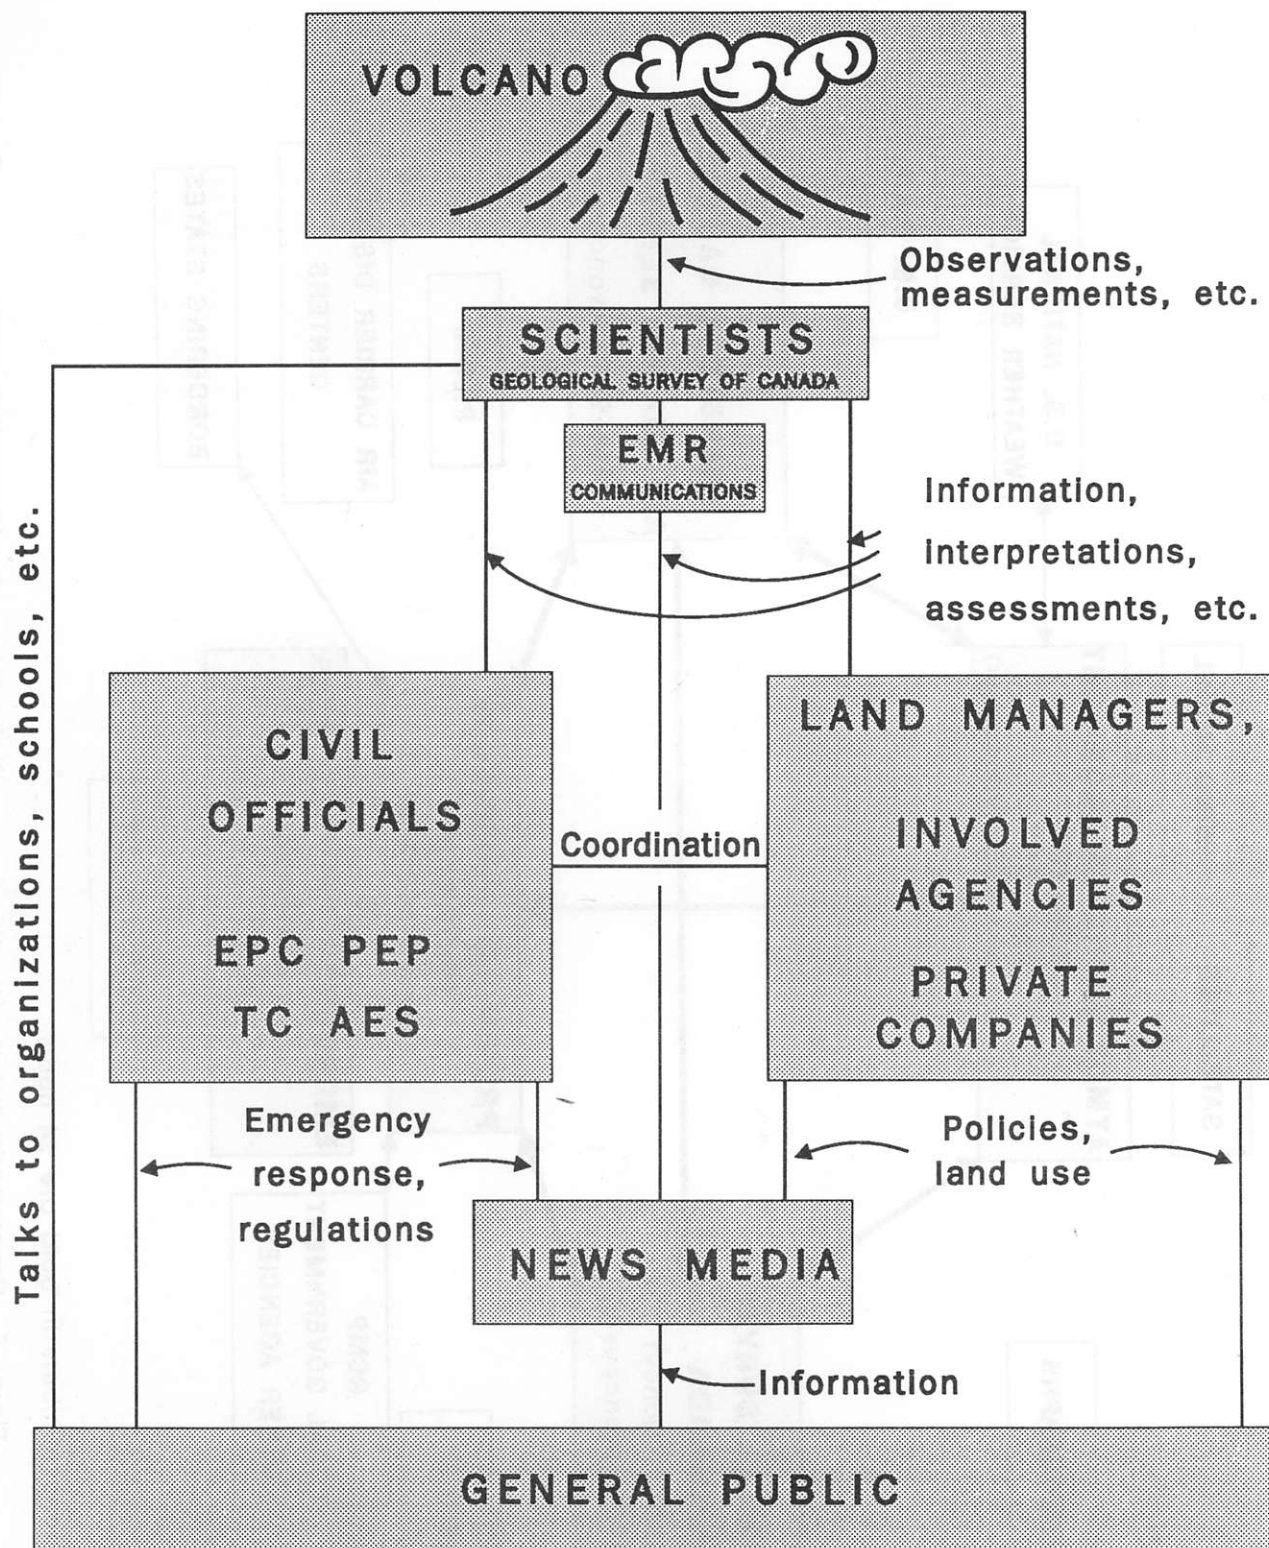 VOLCANO
Observations,
measurements, etc.
SCIENTISTS
GEOLOGICAL SURVEY OF CANADA
EMR
COMMUNICATIONS
Information,
interpretations,
assessments, etc.
Talks to organizations, schools, etc.
CIVIL
OFFICIALS
EPC PEP
TC AES
Coordination
LAND MANAGERS,
INVOLVED
AGENCIES
PRIVATE
COMPANIES
Emergency
response,
regulations
Policies,
land use
NEWS MEDIA
Information
GENERAL PUBLIC